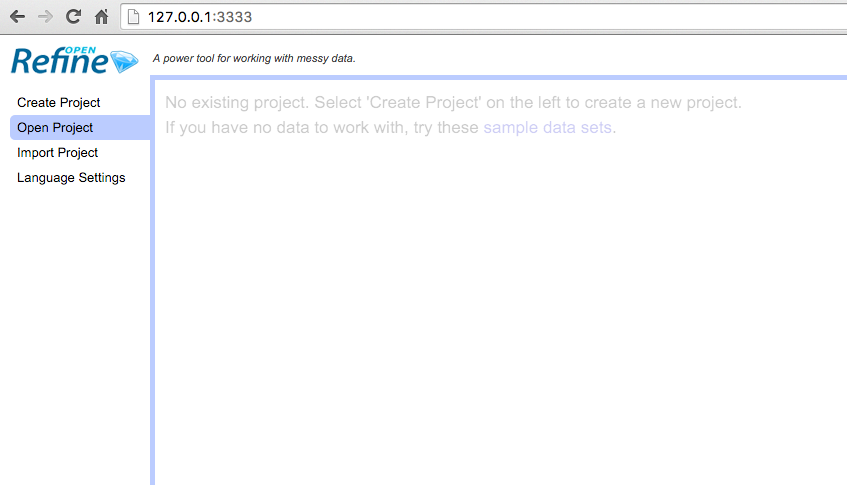 127.0.0.1:3333
OPEN
Refine
A power tool for working with messy data.
Create Project
Open Project
Import Project
Language Settings
No existing project. Select 'Create Project' on the left to create a new project.
If you have no data to work with, try these sample data sets.